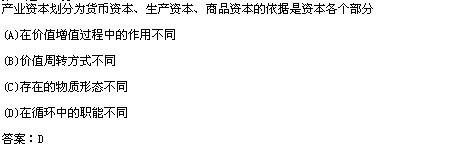 产业资本划分为货币资本、生产资本、商品资本的依据是资本各个部分
(A)在价值增值过程中的作用不同
(B)价值周转方式不同
(C)存在的物质形态不同
(D)在循环中的职能不同
答案：D